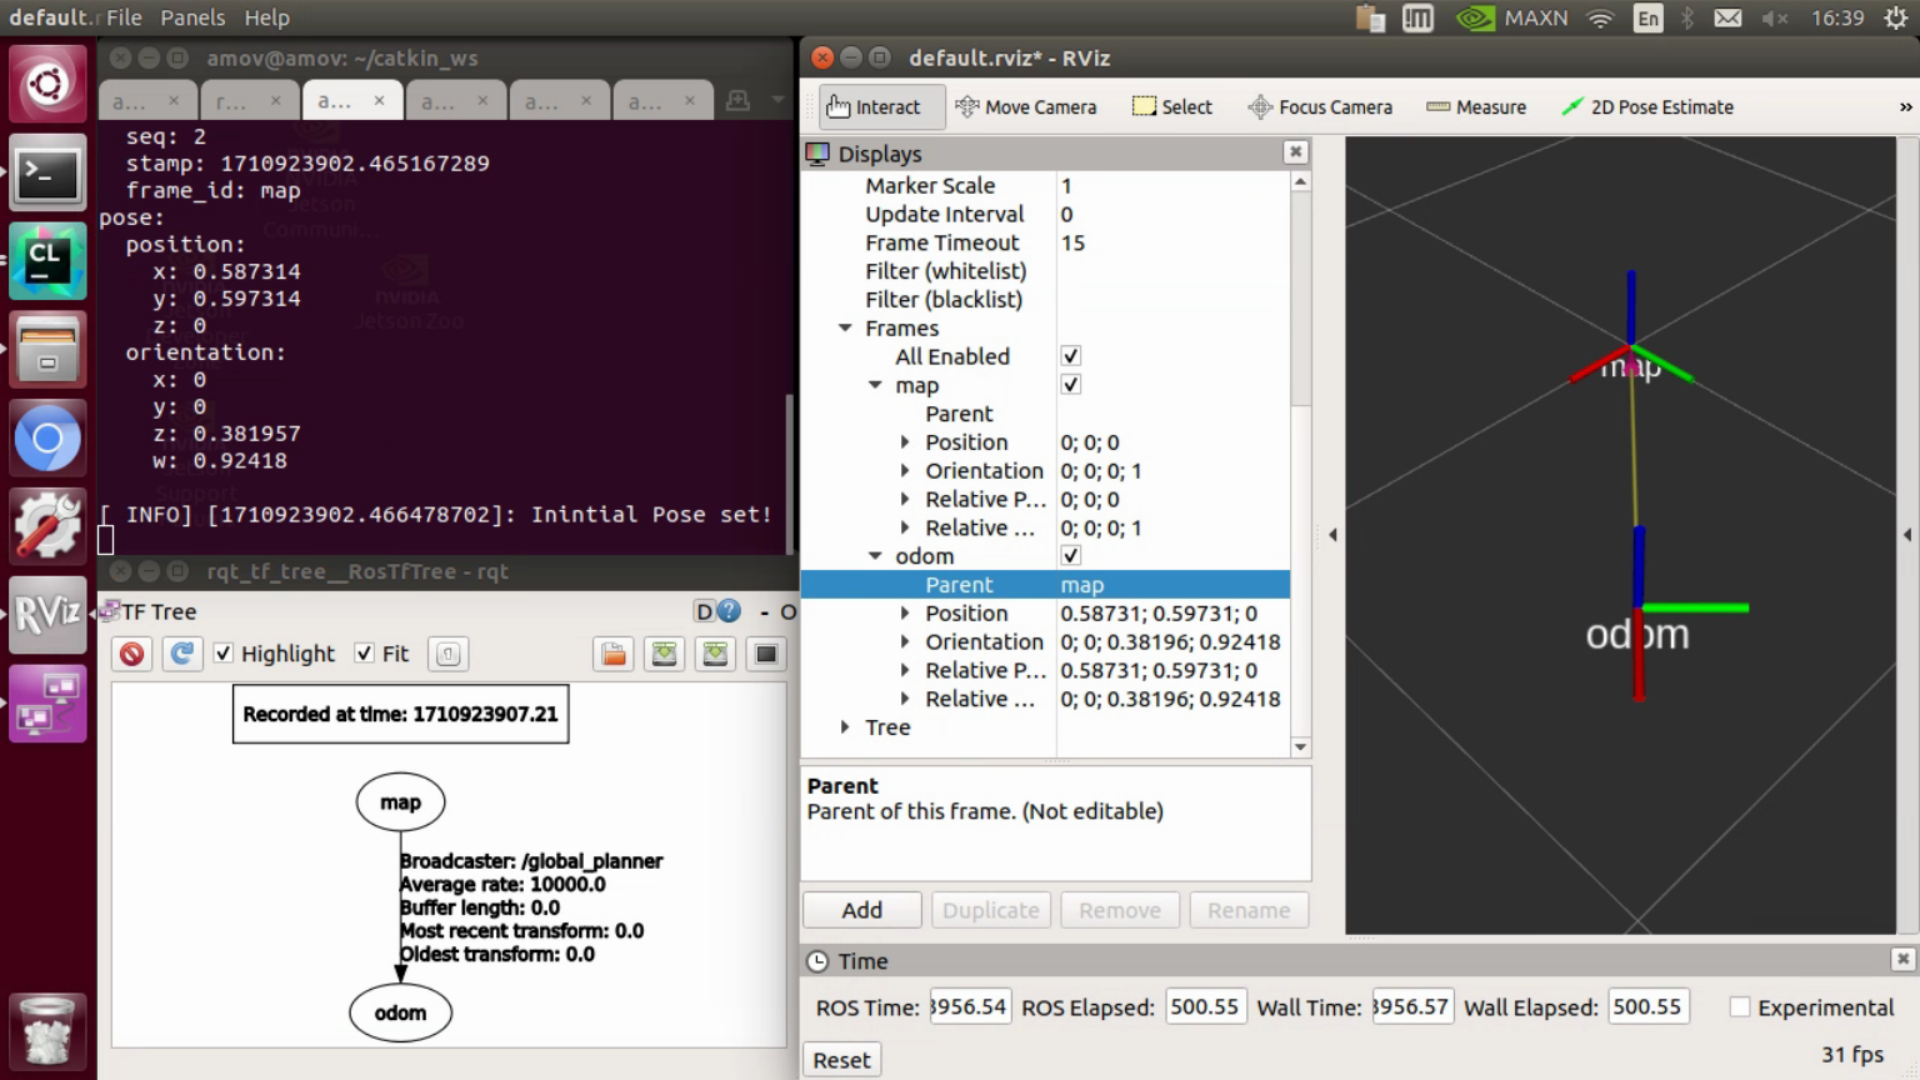 default. File Panels Help
MAXN En 16:39
amov@amov: ~/catkin_ws
a... × r... × a... × a... × a... × a... ×
seq: 2
stamp: 1710923902.465167289
frame_id: map
pose:
position:
x: 0.587314
y: 0.597314
z: 0
orientation:
x: 0
y: 0
z: 0.381957
w: 0.92418
[ INFO] [1710923902.466478702]: Inintial Pose set!
Jetson
Communi...
NVIDIA
Jetson Zoo
Support
CL
RViz
rqt_tf_tree__RosTfTree - rqt
TF Tree D ? - O
Highlight Fit
Recorded at time: 1710923907.21
map
Broadcaster: /global_planner
Average rate: 10000.0
Buffer length: 0.0
Most recent transform: 0.0
Oldest transform: 0.0
odom
default.rviz* - RViz
Interact Move Camera Select Focus Camera Measure 2D Pose Estimate »
Displays
Marker Scale 1
Update Interval 0
Frame Timeout 15
Filter (whitelist)
Filter (blacklist)
Frames
All Enabled
map
Parent
Position 0; 0; 0
Orientation 0; 0; 0; 1
Relative P... 0; 0; 0
Relative ... 0; 0; 0; 1
odom
Parent map
Position 0.58731; 0.59731; 0
Orientation 0; 0; 0.38196; 0.92418
Relative P... 0.58731; 0.59731; 0
Relative ... 0; 0; 0.38196; 0.92418
Tree
Parent
Parent of this frame. (Not editable)
Add Duplicate Remove Rename
map
odom
Time
ROS Time: 3956.54 ROS Elapsed: 500.55 Wall Time: 3956.57 Wall Elapsed: 500.55 Experimental
Reset 31 fps